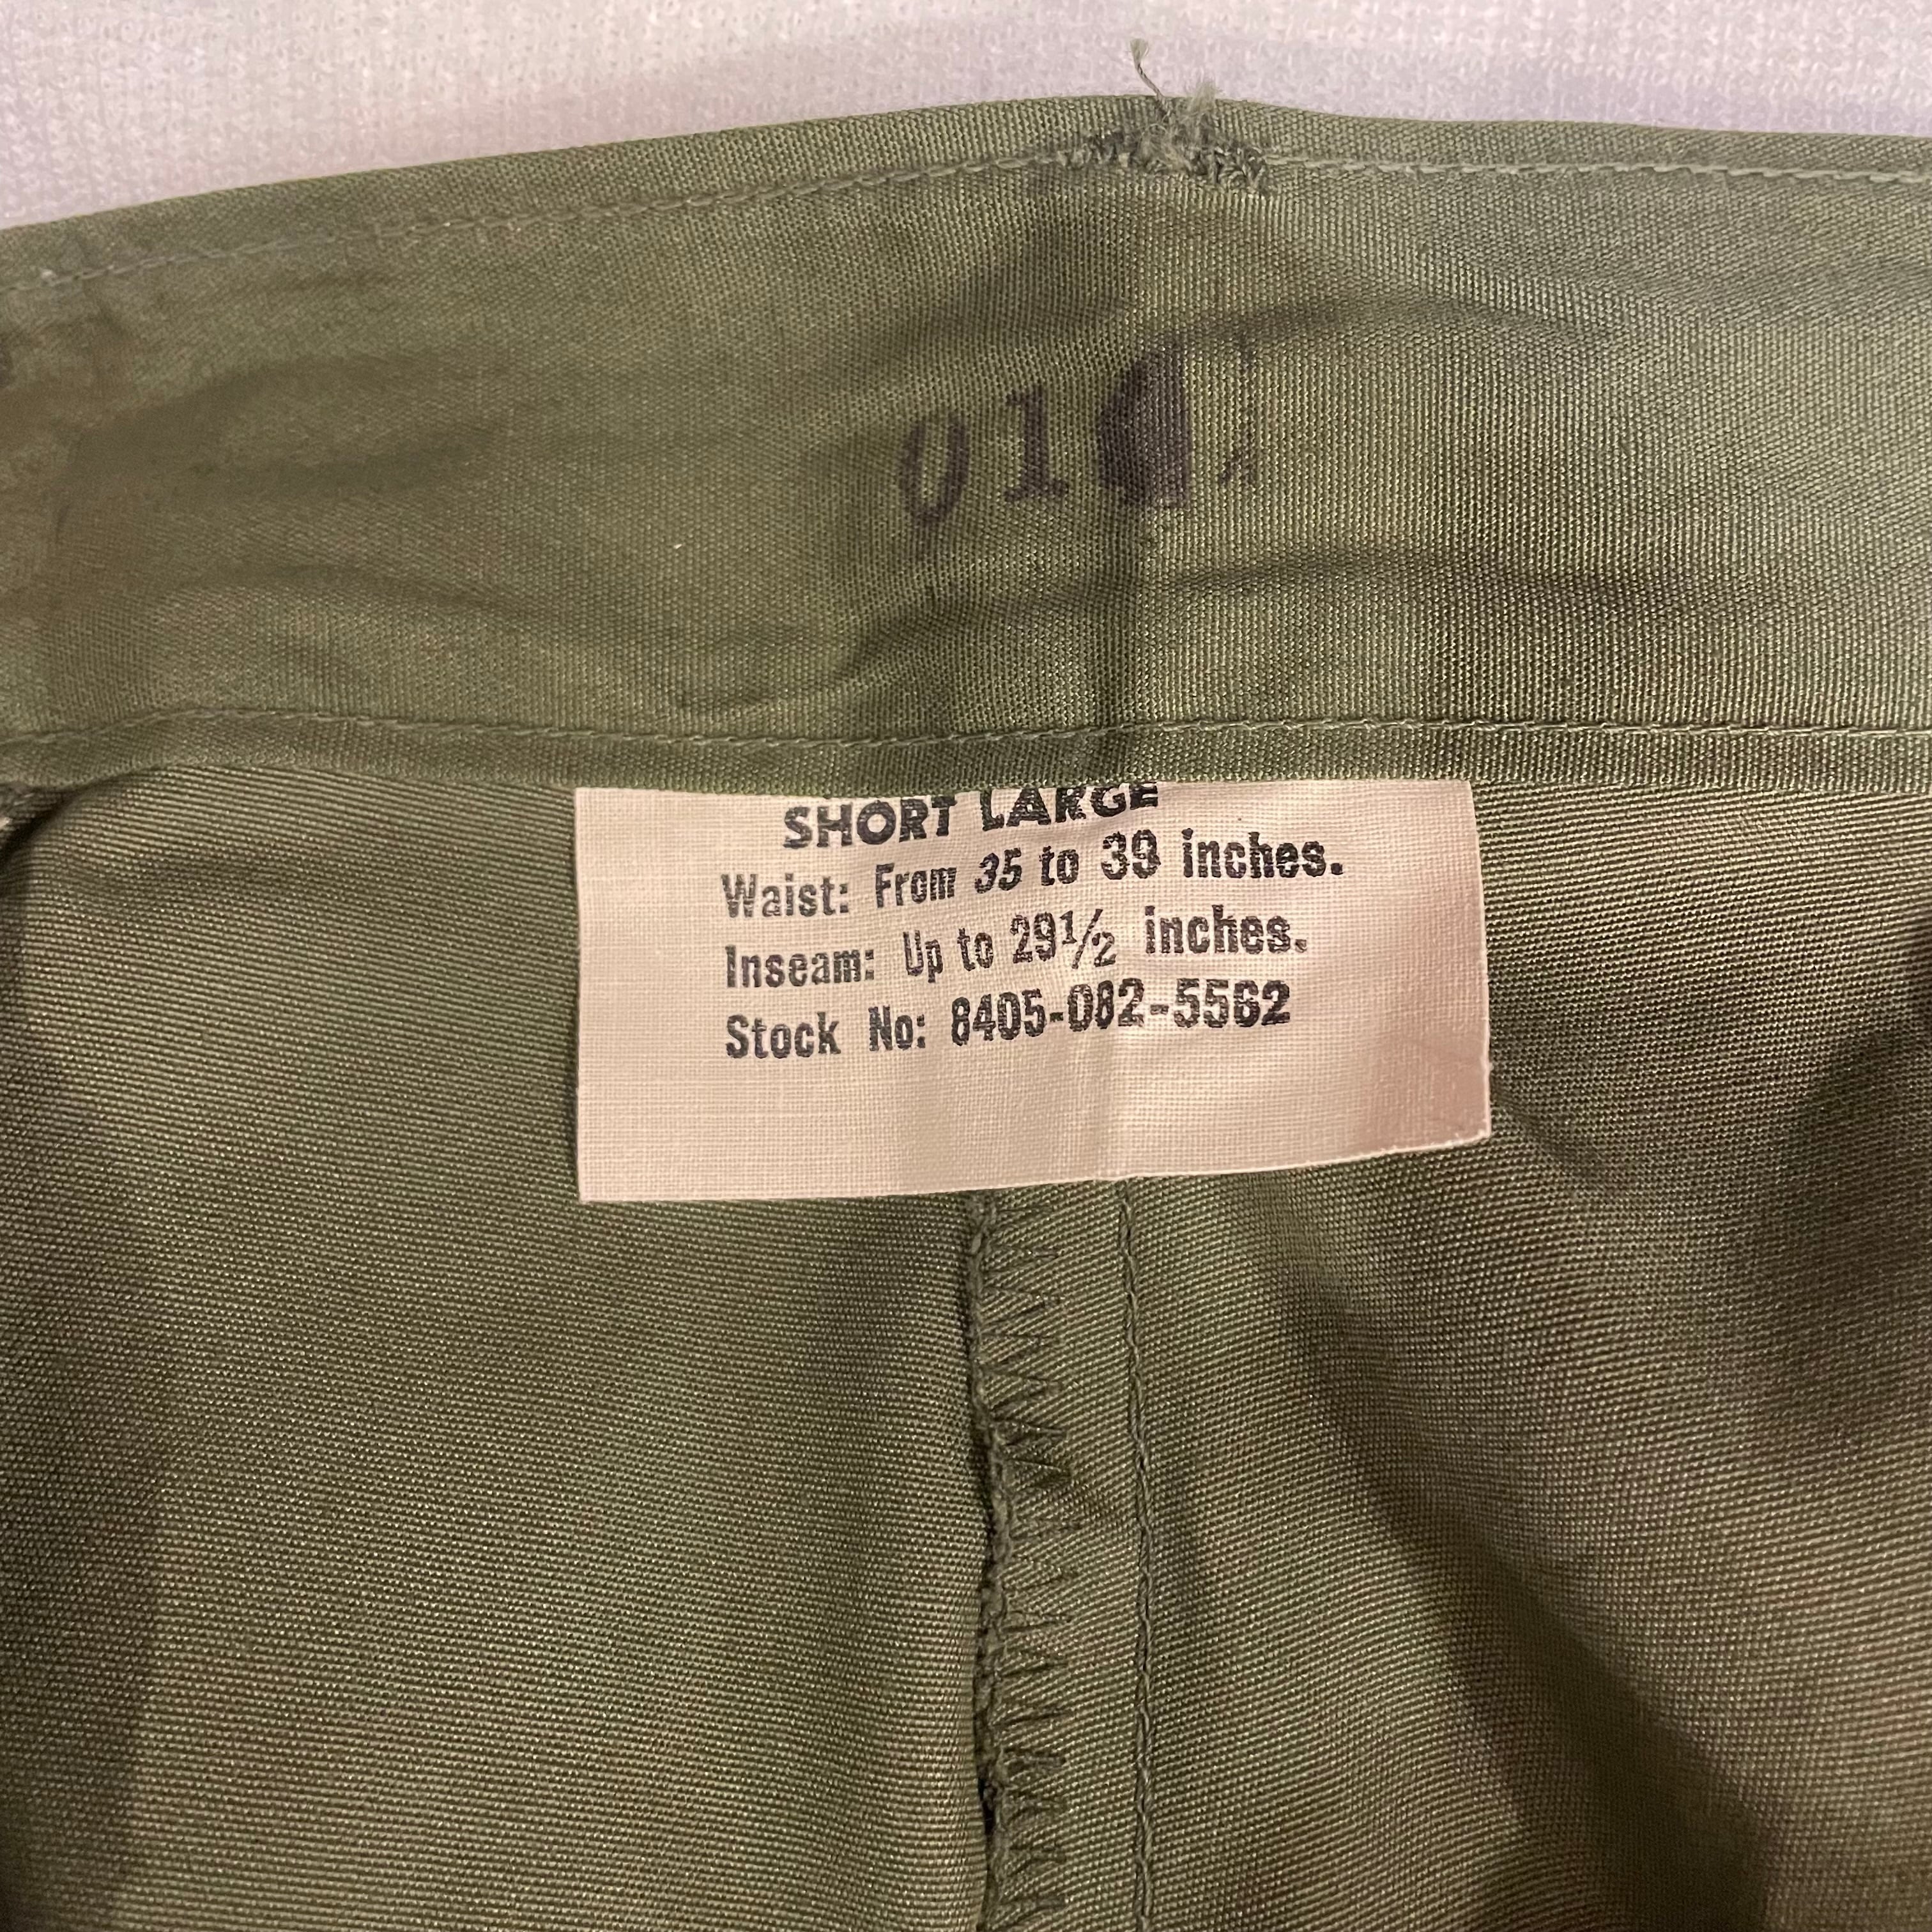 SHORT LARGE
Waist: From 35 to 39 inches.
Inseam: Up to 29½ inches.
Stock No: 8405-082-5562